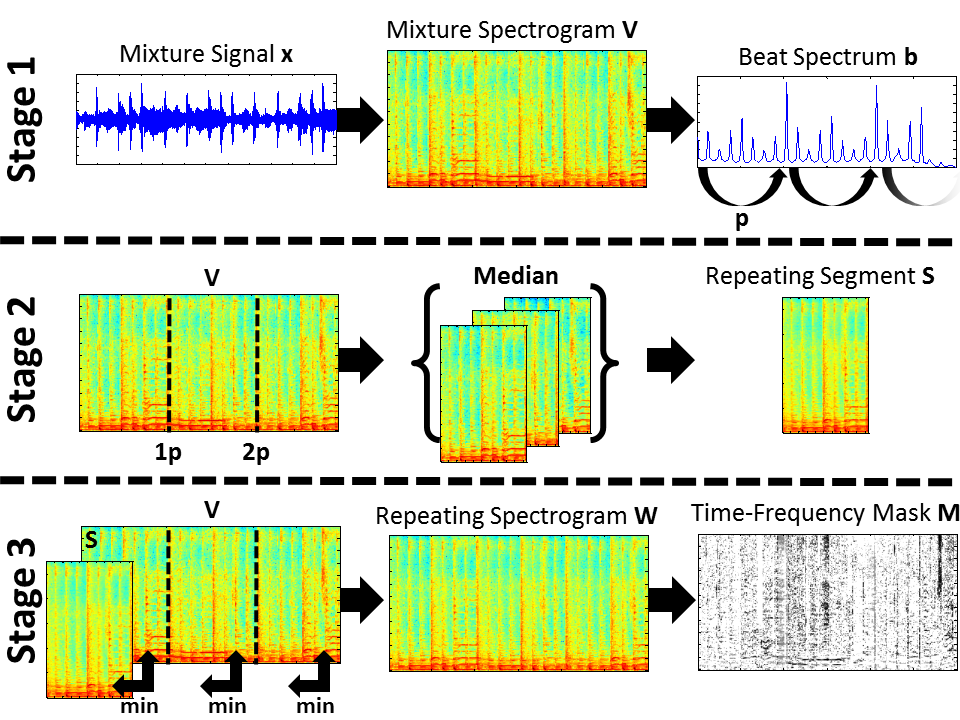 Stage 1
Mixture Signal x
Mixture Spectrogram V
Beat Spectrum b
p
Stage 2
V
1p
2p
Median
Repeating Segment S
Stage 3
V
S
min
min
min
Repeating Spectrogram W
Time-Frequency Mask M